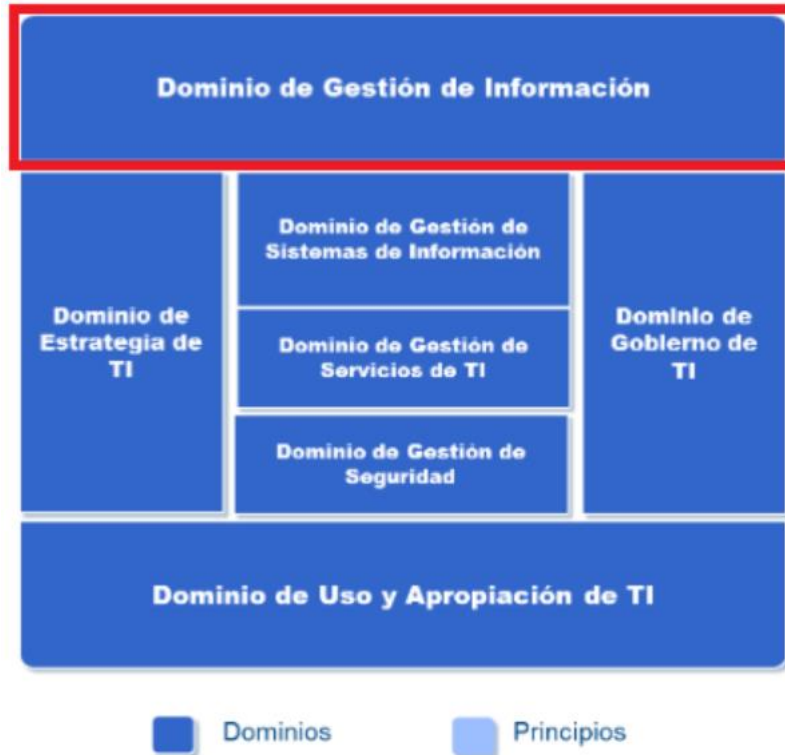 Dominio de Gestión de Información
Dominio de
Estrategia de
TI
Dominio de Gestión de
Sistemas de Información
Dominio de Gestión de
Servicios de TI
Dominio de Gestión de
Seguridad
Dominio de
Gobierno de
TI
Dominio de Uso y Apropiación de TI
Dominios
Principios